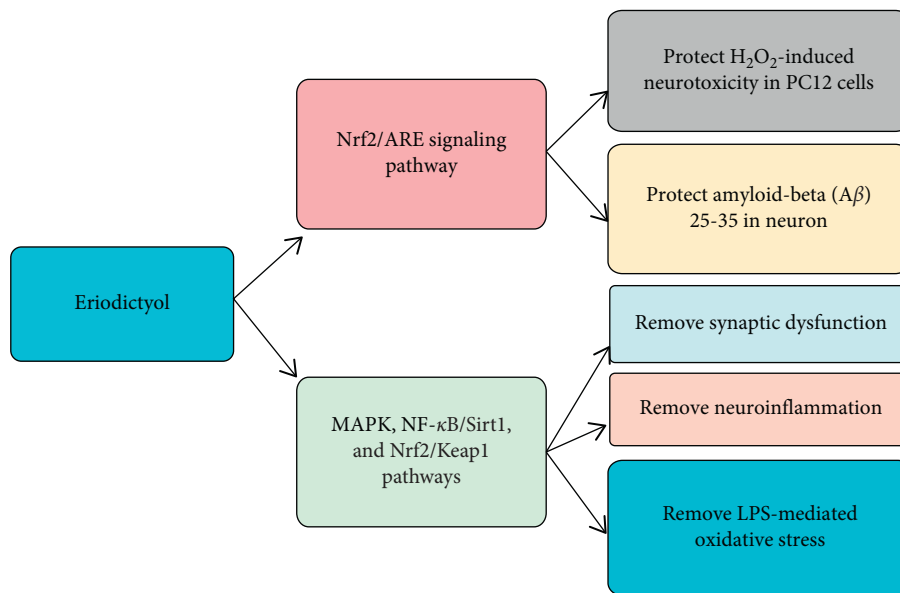 Protect H₂O₂-induced
neurotoxicity in PC12 cells
Nrf2/ARE signaling
pathway
Protect amyloid-beta (Aβ)
25-35 in neuron
Eriodictyol
Remove synaptic dysfunction
MAPK, NF-κB/Sirt1,
and Nrf2/Keap1
pathways
Remove neuroinflammation
Remove LPS-mediated
oxidative stress